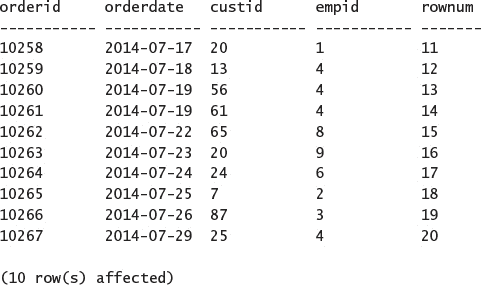 orderid     orderdate   custid      empid       rownum
----------- ----------- ----------- ----------- -------
10258       2014-07-17  20          1           11
10259       2014-07-18  13          4           12
10260       2014-07-19  56          4           13
10261       2014-07-19  61          4           14
10262       2014-07-22  65          8           15
10263       2014-07-23  20          9           16
10264       2014-07-24  24          6           17
10265       2014-07-25  7           2           18
10266       2014-07-26  87          3           19
10267       2014-07-29  25          4           20
(10 row(s) affected)